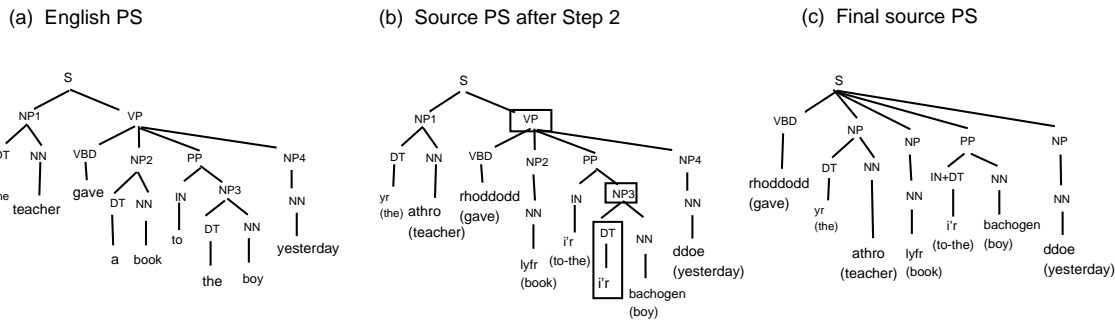 (a) English PS
S
NP1 VP
DT NN VBD NP2 PP NP4
teacher gave DT NN IN NP3 NN
a book to DT NN yesterday
the boy
(b) Source PS after Step 2
S
NP1 VP
DT NN VBD NP2 PP NP4
yr athro rhoddodd NN IN NP3 NN
(the) (teacher) (gave) lyfr i'r DT NN ddoe
(book) (to-the) i'r bachogen (yesterday)
(boy)
(c) Final source PS
S
VBD NP NP PP NP
rhoddodd DT NN NN IN+DT NN NN
(gave) yr athro lyfr i'r bachogen ddoe
(the) (teacher) (book) (to-the) (boy) (yesterday)